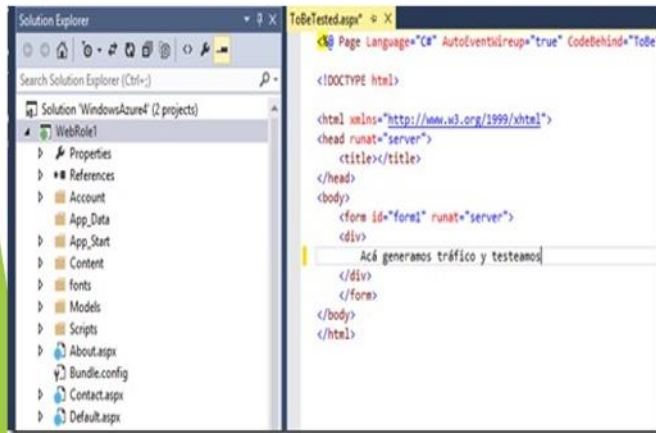 Solution Explorer
Search Solution Explorer (Ctrl+;)
Solution 'WindowsAzure4' (2 projects)
WebRole1
Properties
References
Account
App_Data
App_Start
Content
fonts
Models
Scripts
About.aspx
Bundle.config
Contact.aspx
Default.aspx
ToBeTested.aspx*
<%@ Page Language="C#" AutoEventWireup="true" CodeBehind="ToBe
<!DOCTYPE html>
<html xmlns="http://www.w3.org/1999/xhtml">
<head runat="server">
<title></title>
</head>
<body>
<form id="form1" runat="server">
<div>
Acá generamos tráfico y testeamos
</div>
</form>
</body>
</html>